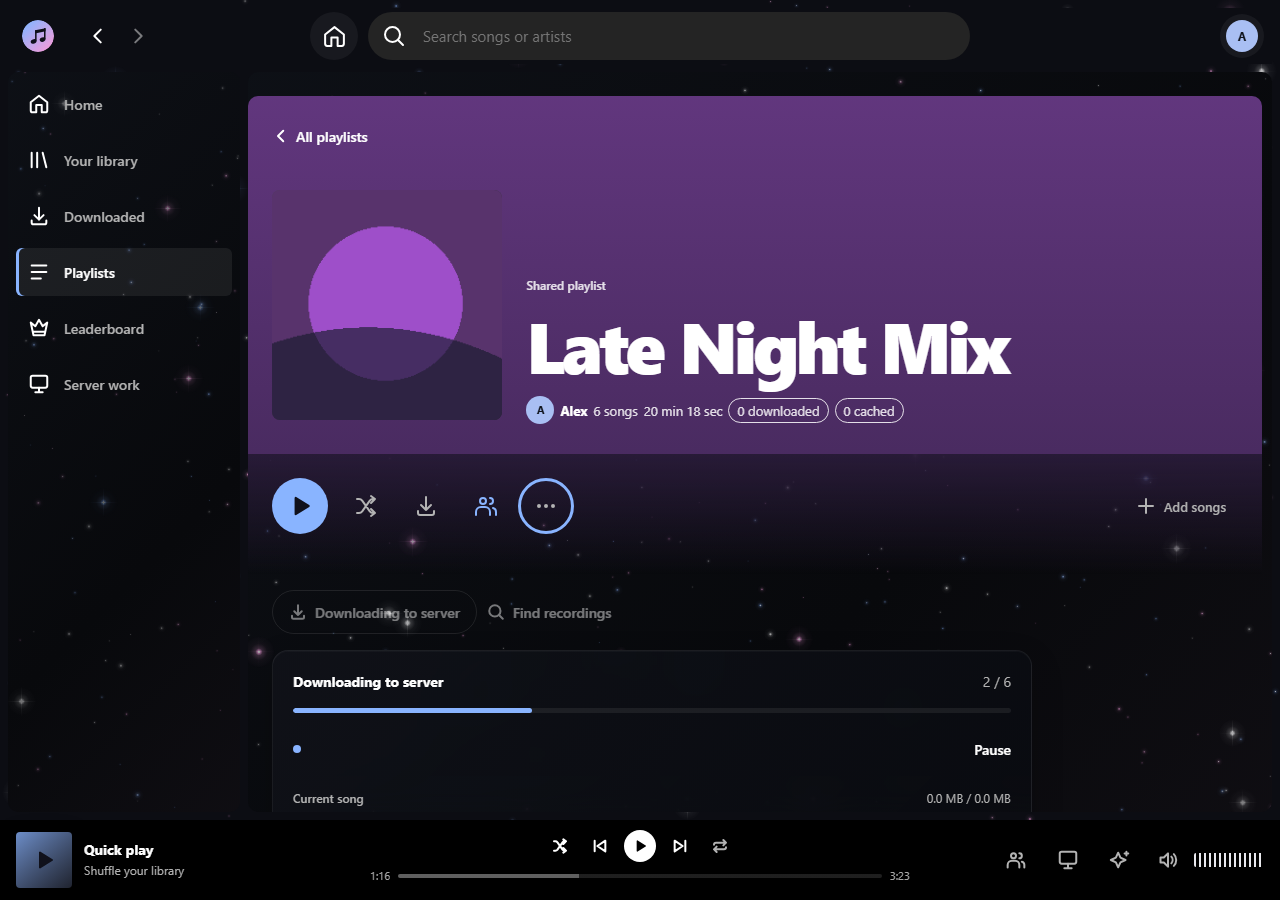 Search songs or artists
A
Home
Your library
Downloaded
Playlists
Leaderboard
Server work
All playlists
Shared playlist
Late Night Mix
A Alex 6 songs 20 min 18 sec 0 downloaded 0 cached
Add songs
Downloading to server Find recordings
Downloading to server 2 / 6
Pause
Current song 0.0 MB / 0.0 MB
Quick play
Shuffle your library
1:16 3:23